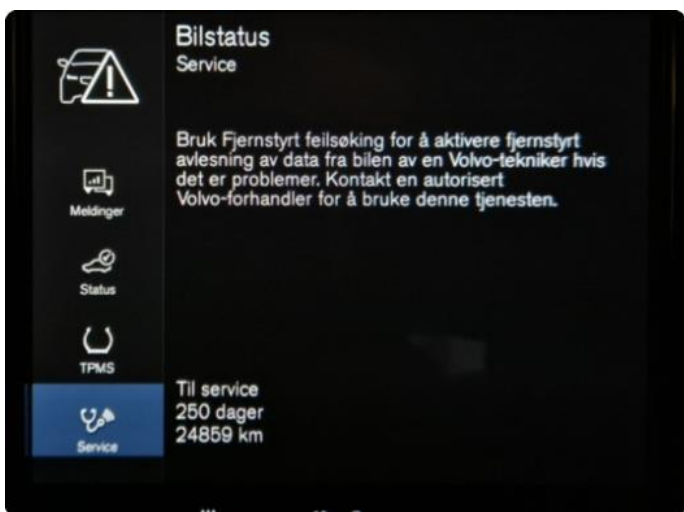 Bilstatus
Service
Bruk Fjernstyrt feilsøking for å aktivere fjernstyrt
avlesning av data fra bilen av en Volvo-tekniker hvis
det er problemer. Kontakt en autorisert
Volvo-forhandler for å bruke denne tjenesten.
Meldinger
Status
TPMS
Service
Til service
250 dager
24859 km